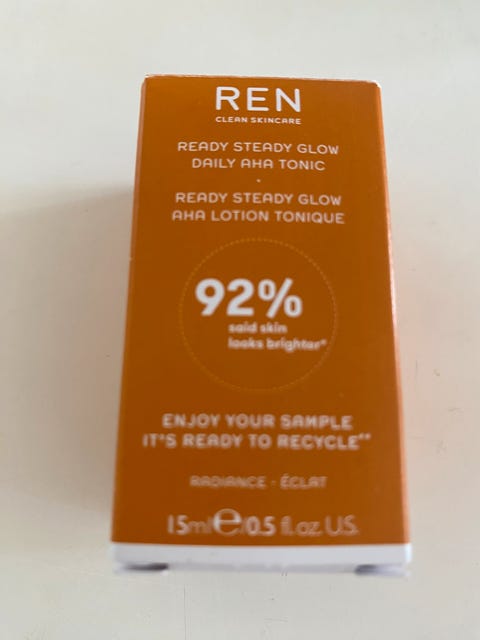 REN
CLEAN SKINCARE
READY STEADY GLOW
DAILY AHA TONIC
·
READY STEADY GLOW
AHA LOTION TONIQUE
92%
said skin
looks brighter*
ENJOY YOUR SAMPLE
IT'S READY TO RECYCLE**
RADIANCE - ÉCLAT
15ml℮/0.5 fl.oz. U.S.